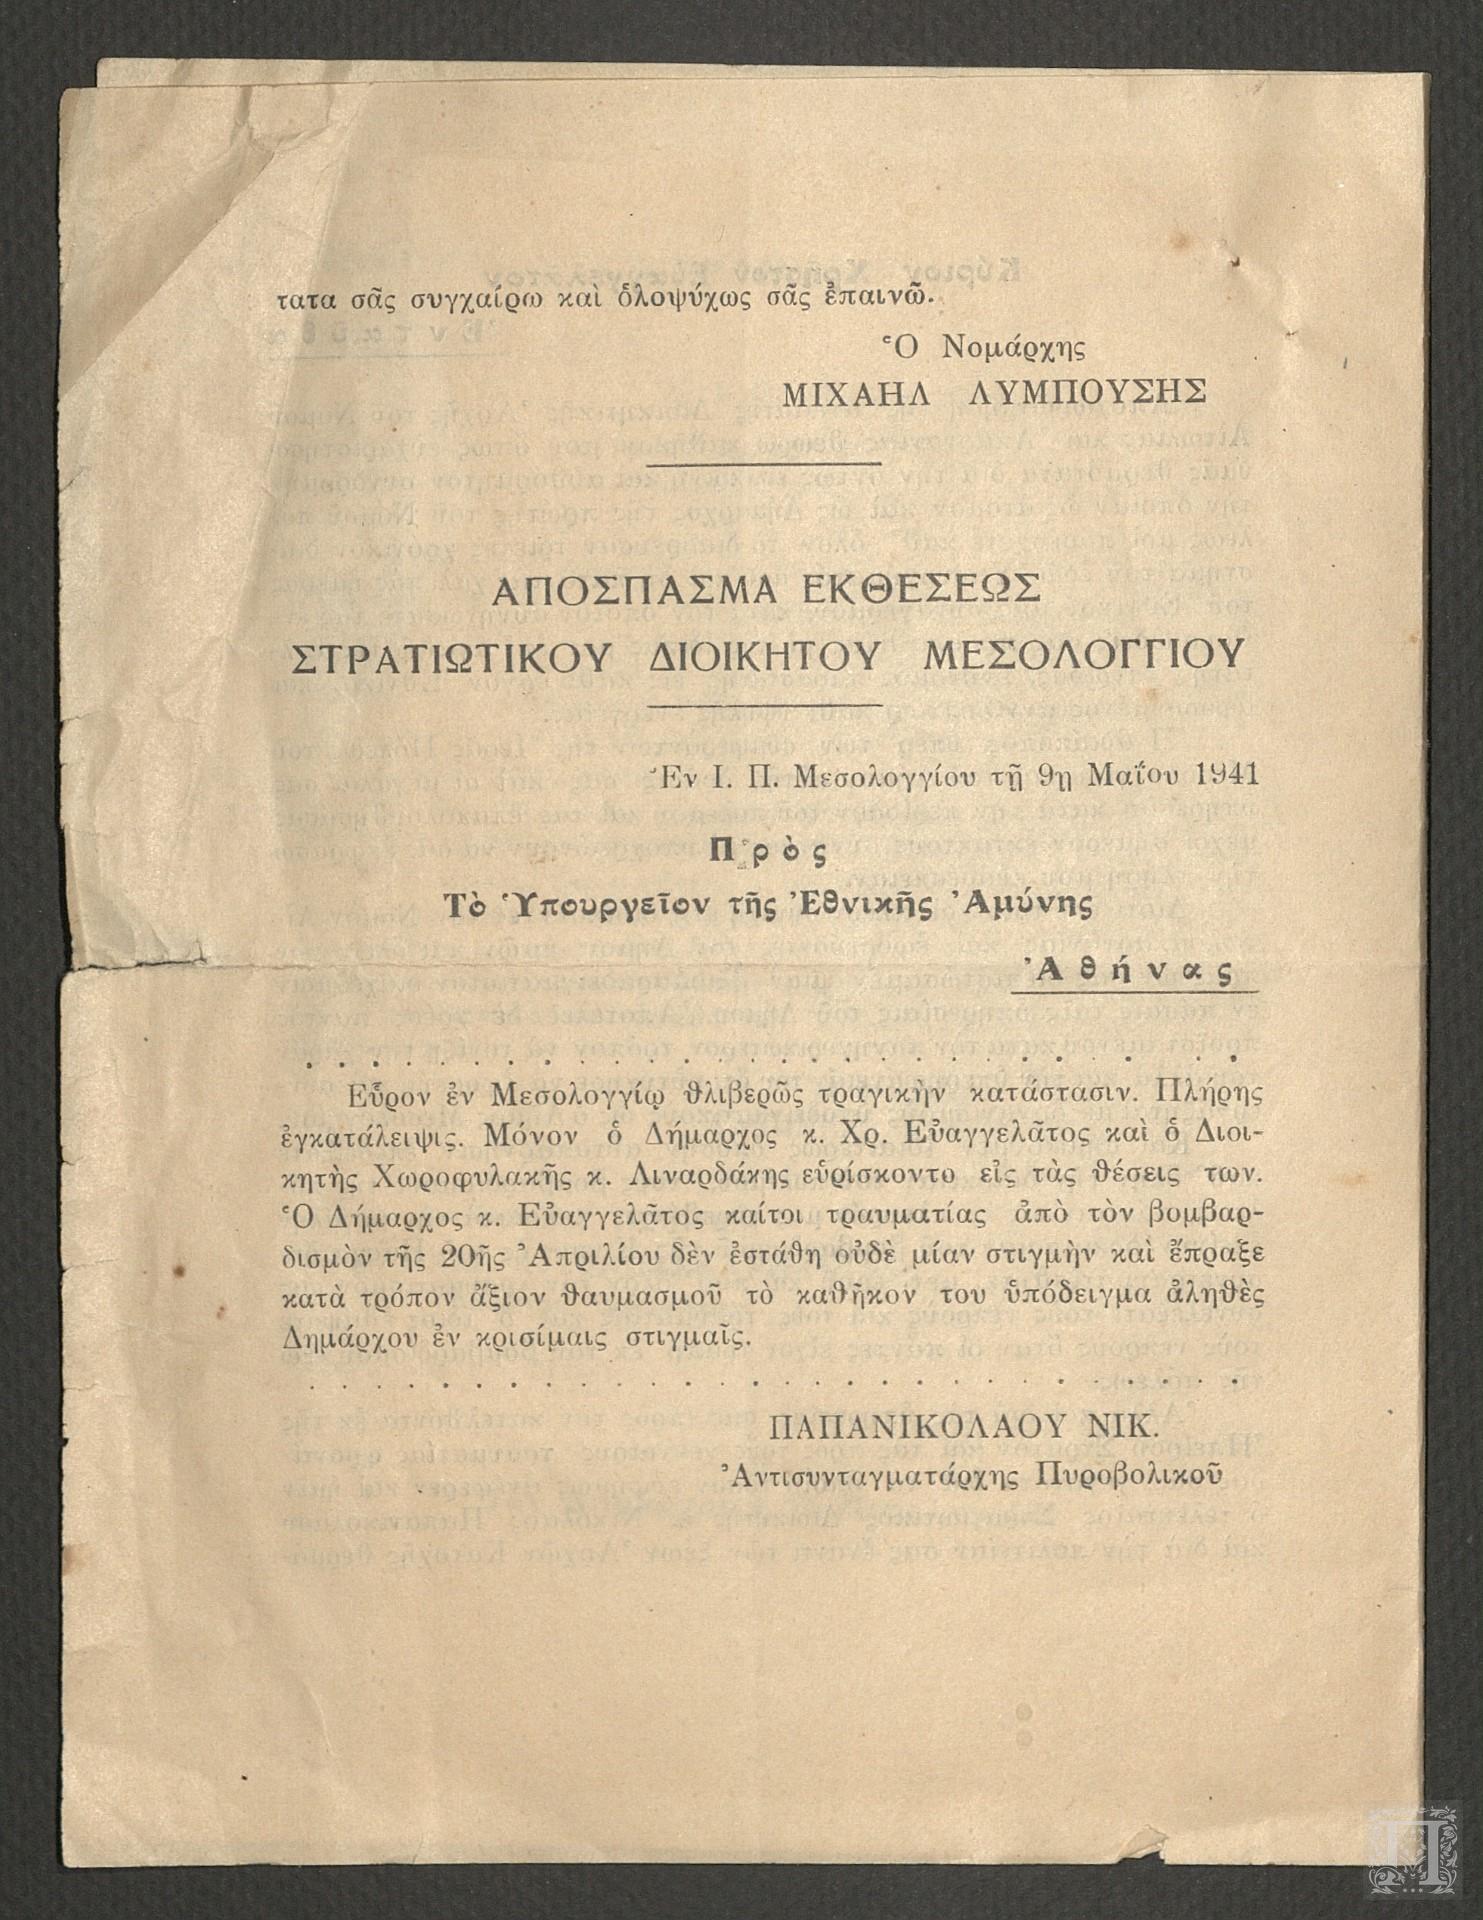 τατα σᾶς συγχαίρω καὶ ὁλοψύχως σᾶς ἐπαινῶ.
Ὁ Νομάρχης
ΜΙΧΑΗΛ ΛΥΜΠΟΥΣΗΣ
ΑΠΟΣΠΑΣΜΑ ΕΚΘΕΣΕΩΣ
ΣΤΡΑΤΙΩΤΙΚΟΥ ΔΙΟΙΚΗΤΟΥ ΜΕΣΟΛΟΓΓΙΟΥ
Ἐν Ι. Π. Μεσολογγίου τῇ 9ῃ Μαΐου 1941
Πρὸς
Τὸ Ὑπουργεῖον τῆς Ἐθνικῆς Ἀμύνης
Ἀθήνας
Εὗρον ἐν Μεσολογγίῳ θλιβερῶς τραγικὴν κατάστασιν. Πλήρης
ἐγκατάλειψις. Μόνον ὁ Δήμαρχος κ. Χρ. Εὐαγγελᾶτος καὶ ὁ Διοι-
κητὴς Χωροφυλακῆς κ. Λιναρδάκης εὑρίσκοντο εἰς τὰς θέσεις των.
Ὁ Δήμαρχος κ. Εὐαγγελᾶτος καίτοι τραυματίας ἀπὸ τὸν βομβαρ-
δισμὸν τῆς 20ῆς Ἀπριλίου δὲν ἐστάθη οὐδὲ μίαν στιγμὴν καὶ ἔπραξε
κατὰ τρόπον ἄξιον θαυμασμοῦ τὸ καθῆκον του ὑπόδειγμα ἀληθὲς
Δημάρχου ἐν κρισίμαις στιγμαῖς.
ΠΑΠΑΝΙΚΟΛΑΟΥ ΝΙΚ.
Ἀντισυνταγματάρχης Πυροβολικοῦ